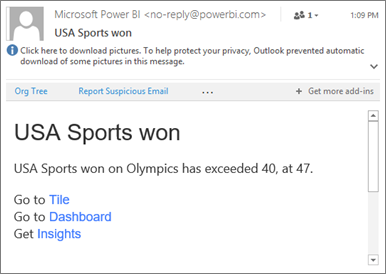 Microsoft Power BI <no-reply@powerbi.com>
1
1:09 PM
USA Sports won
Click here to download pictures. To help protect your privacy, Outlook prevented automatic
download of some pictures in this message.
Org Tree
Report Suspicious Email
...
+ Get more add-ins
USA Sports won
USA Sports won on Olympics has exceeded 40, at 47.
Go to Tile
Go to Dashboard
Get Insights